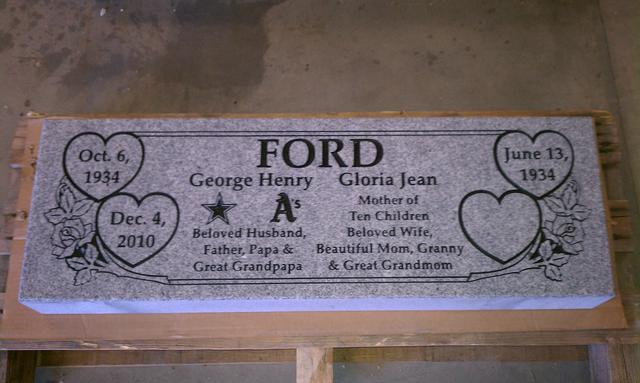 FORD
Oct. 6,
1934
Dec. 4,
2010
George Henry
A's
Beloved Husband,
Father, Papa &
Great Grandpapa
Gloria Jean
Mother of
Ten Children
Beloved Wife,
Beautiful Mom, Granny
& Great Grandmom
June 13,
1934